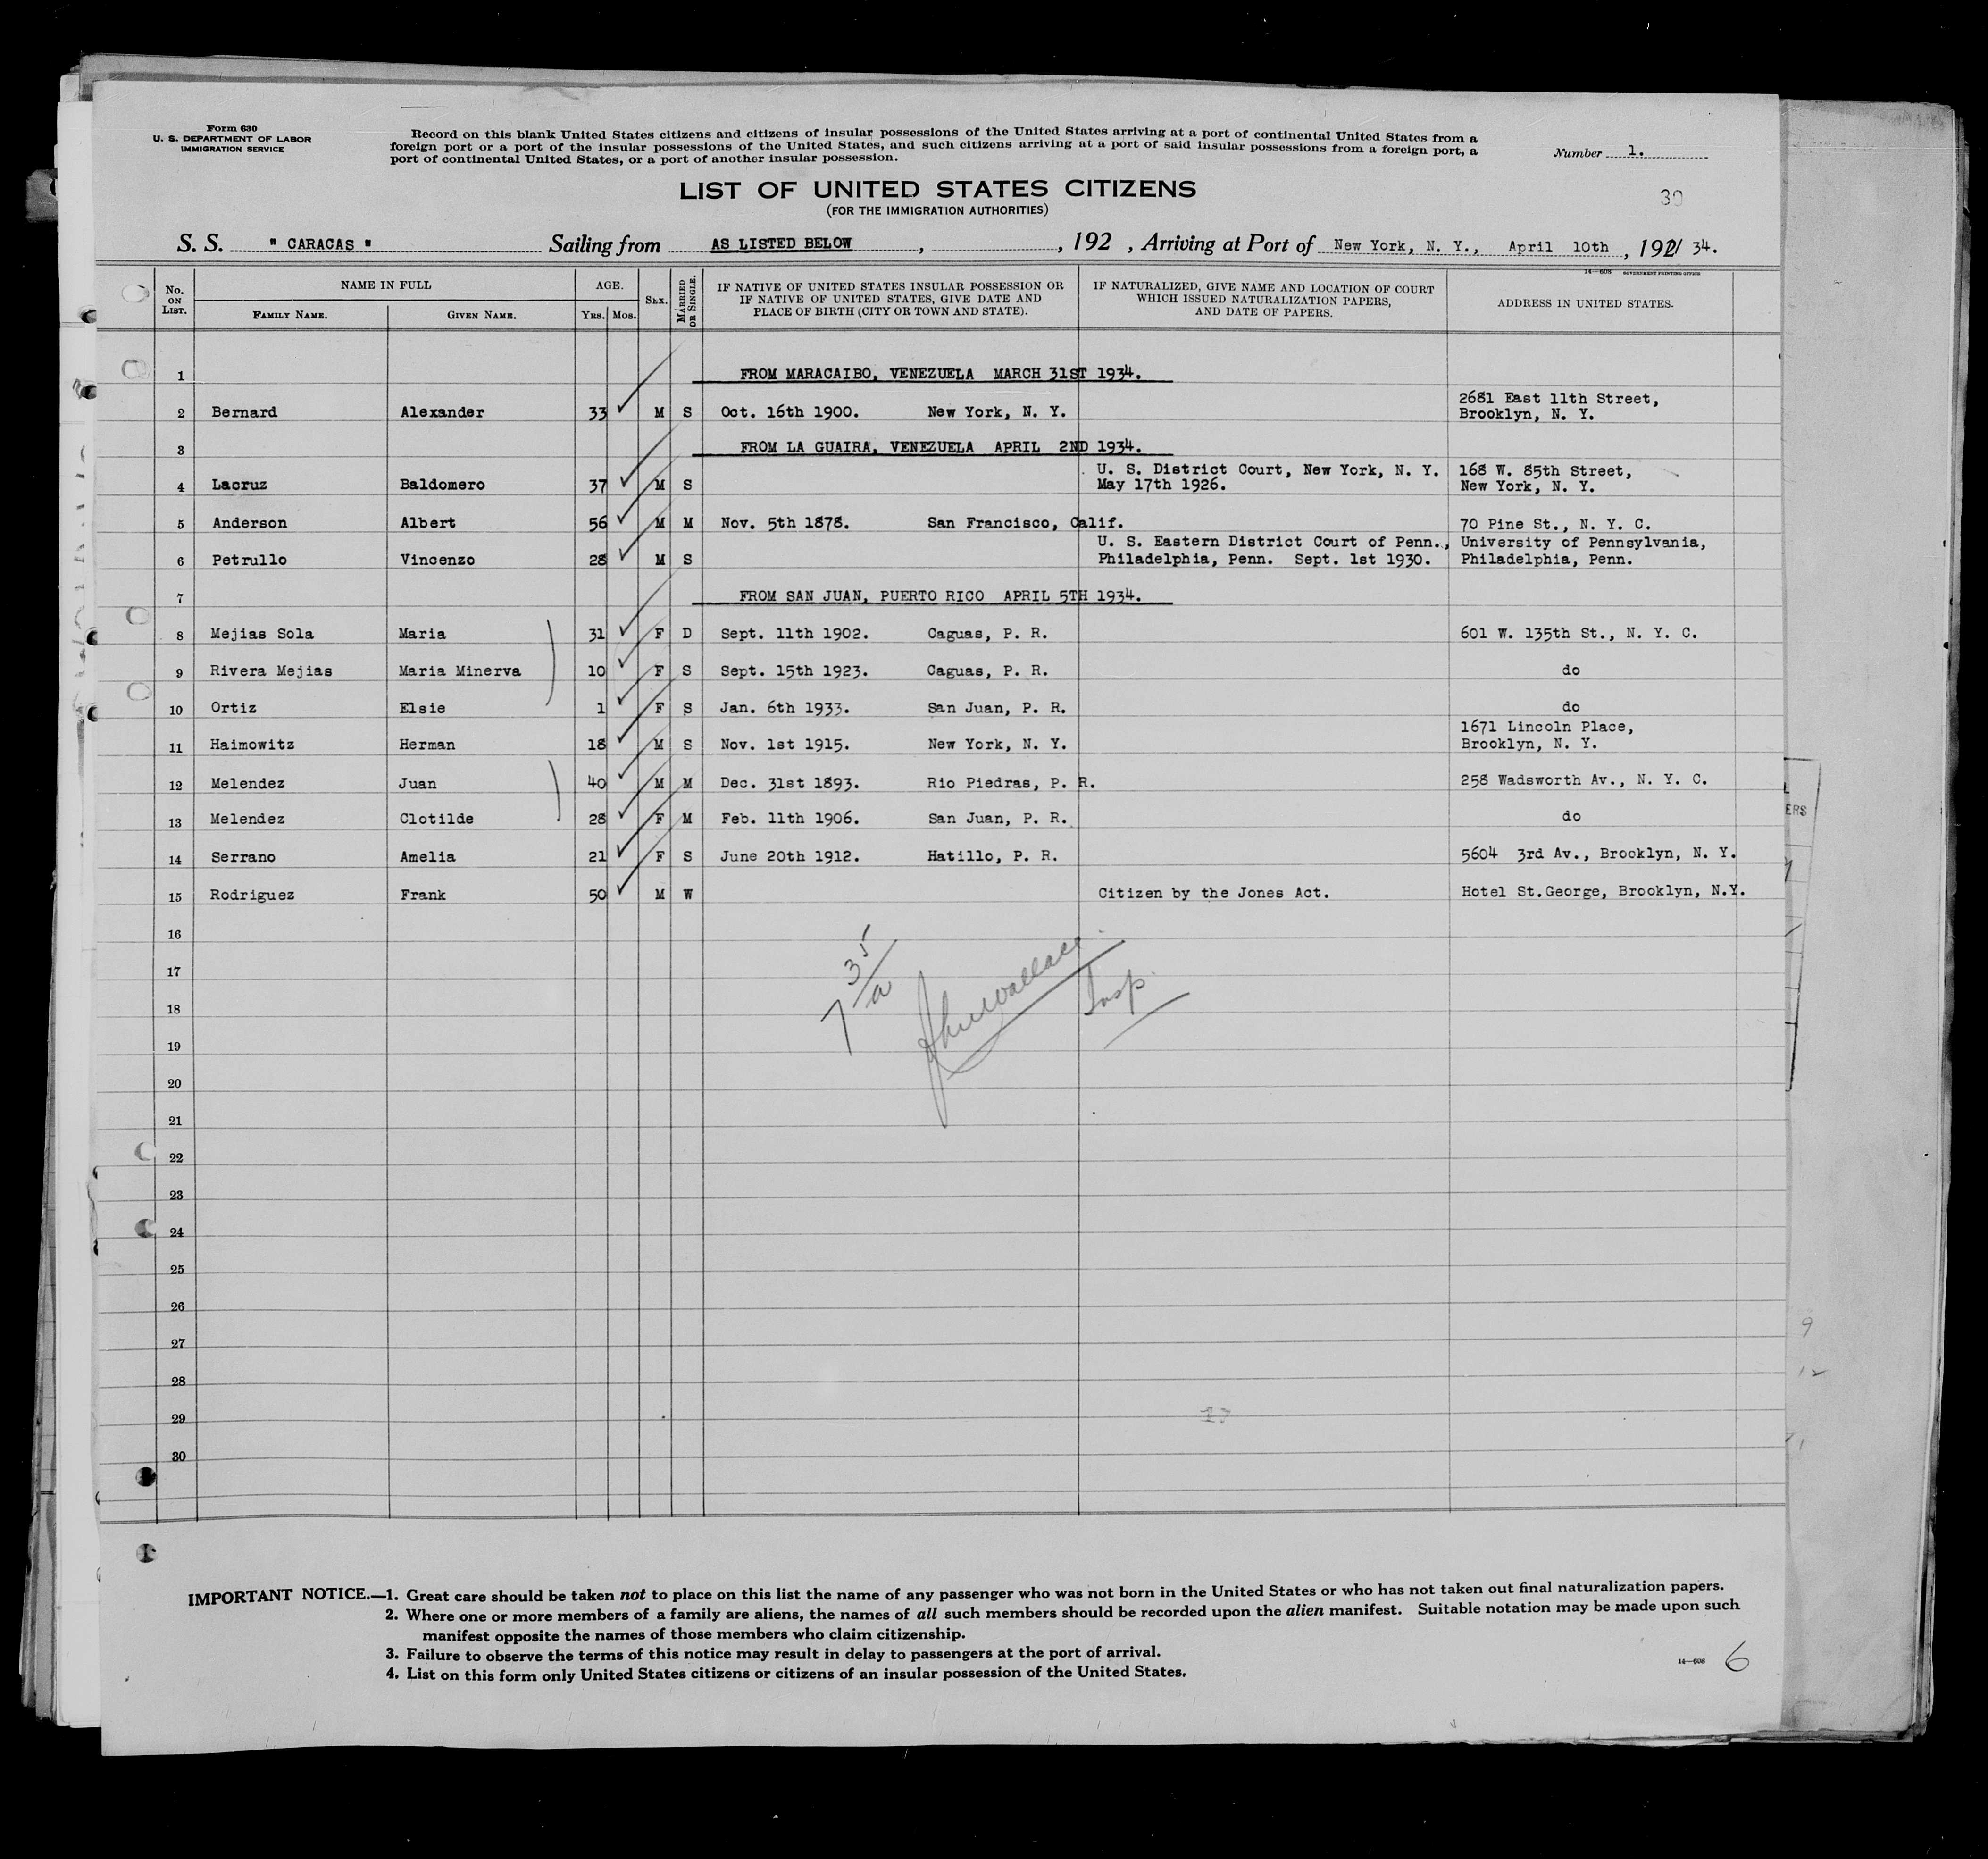 Form 630
U. S. DEPARTMENT OF LABOR
IMMIGRATION SERVICE
Record on this blank United States citizens and citizens of insular possessions of the United States arriving at a port of continental United States from a
foreign port or a port of the insular possessions of the United States, and such citizens arriving at a port of said insular possessions from a foreign port, a
port of continental United States, or a port of another insular possession.
Number 1.
30
LIST OF UNITED STATES CITIZENS
(FOR THE IMMIGRATION AUTHORITIES)
S. S. " CARACAS " Sailing from AS LISTED BELOW , , 192 , Arriving at Port of New York, N. Y., April 10th , 192/ 34.
14—608 GOVERNMENT PRINTING OFFICE
No. ON LIST.
NAME IN FULL
FAMILY NAME. GIVEN NAME.
AGE.
YRS. MOS.
SEX.
MARRIED OR SINGLE.
IF NATIVE OF UNITED STATES INSULAR POSSESSION OR
IF NATIVE OF UNITED STATES, GIVE DATE AND
PLACE OF BIRTH (CITY OR TOWN AND STATE).
IF NATURALIZED, GIVE NAME AND LOCATION OF COURT
WHICH ISSUED NATURALIZATION PAPERS,
AND DATE OF PAPERS.
ADDRESS IN UNITED STATES.
1 FROM MARACAIBO, VENEZUELA MARCH 31ST 1934.
2 Bernard Alexander 33 M S Oct. 16th 1900. New York, N. Y. 2681 East 11th Street,
Brooklyn, N. Y.
3 FROM LA GUAIRA, VENEZUELA APRIL 2ND 1934.
4 Lacruz Baldomero 37 M S U. S. District Court, New York, N. Y. 168 W. 85th Street,
May 17th 1926. New York, N. Y.
5 Anderson Albert 56 M M Nov. 5th 1878. San Francisco, Calif. 70 Pine St., N. Y. C.
U. S. Eastern District Court of Penn., University of Pennsylvania,
6 Petrullo Vincenzo 28 M S Philadelphia, Penn. Sept. 1st 1930. Philadelphia, Penn.
7 FROM SAN JUAN, PUERTO RICO APRIL 5TH 1934.
8 Mejias Sola Maria 31 F D Sept. 11th 1902. Caguas, P. R. 601 W. 135th St., N. Y. C.
9 Rivera Mejias Maria Minerva 10 F S Sept. 15th 1923. Caguas, P. R. do
10 Ortiz Elsie 1 F S Jan. 6th 1933. San Juan, P. R. do
1671 Lincoln Place,
11 Haimowitz Herman 18 M S Nov. 1st 1915. New York, N. Y. Brooklyn, N. Y.
12 Melendez Juan 40 M M Dec. 31st 1893. Rio Piedras, P. R. 258 Wadsworth Av., N. Y. C.
13 Melendez Clotilde 28 F M Feb. 11th 1906. San Juan, P. R. do
14 Serrano Amelia 21 F S June 20th 1912. Hatillo, P. R. 5604 3rd Av., Brooklyn, N. Y.
15 Rodriguez Frank 50 M W Citizen by the Jones Act. Hotel St.George, Brooklyn, N.Y.
16
7 35/a Jhn Wallace Insp.
17
18
19
20
21
22
23
24
25
26
27
28
29
30
IMPORTANT NOTICE.—1. Great care should be taken not to place on this list the name of any passenger who was not born in the United States or who has not taken out final naturalization papers.
2. Where one or more members of a family are aliens, the names of all such members should be recorded upon the alien manifest. Suitable notation may be made upon such
manifest opposite the names of those members who claim citizenship.
3. Failure to observe the terms of this notice may result in delay to passengers at the port of arrival.
4. List on this form only United States citizens or citizens of an insular possession of the United States.
14—608 6
ERS
9
12